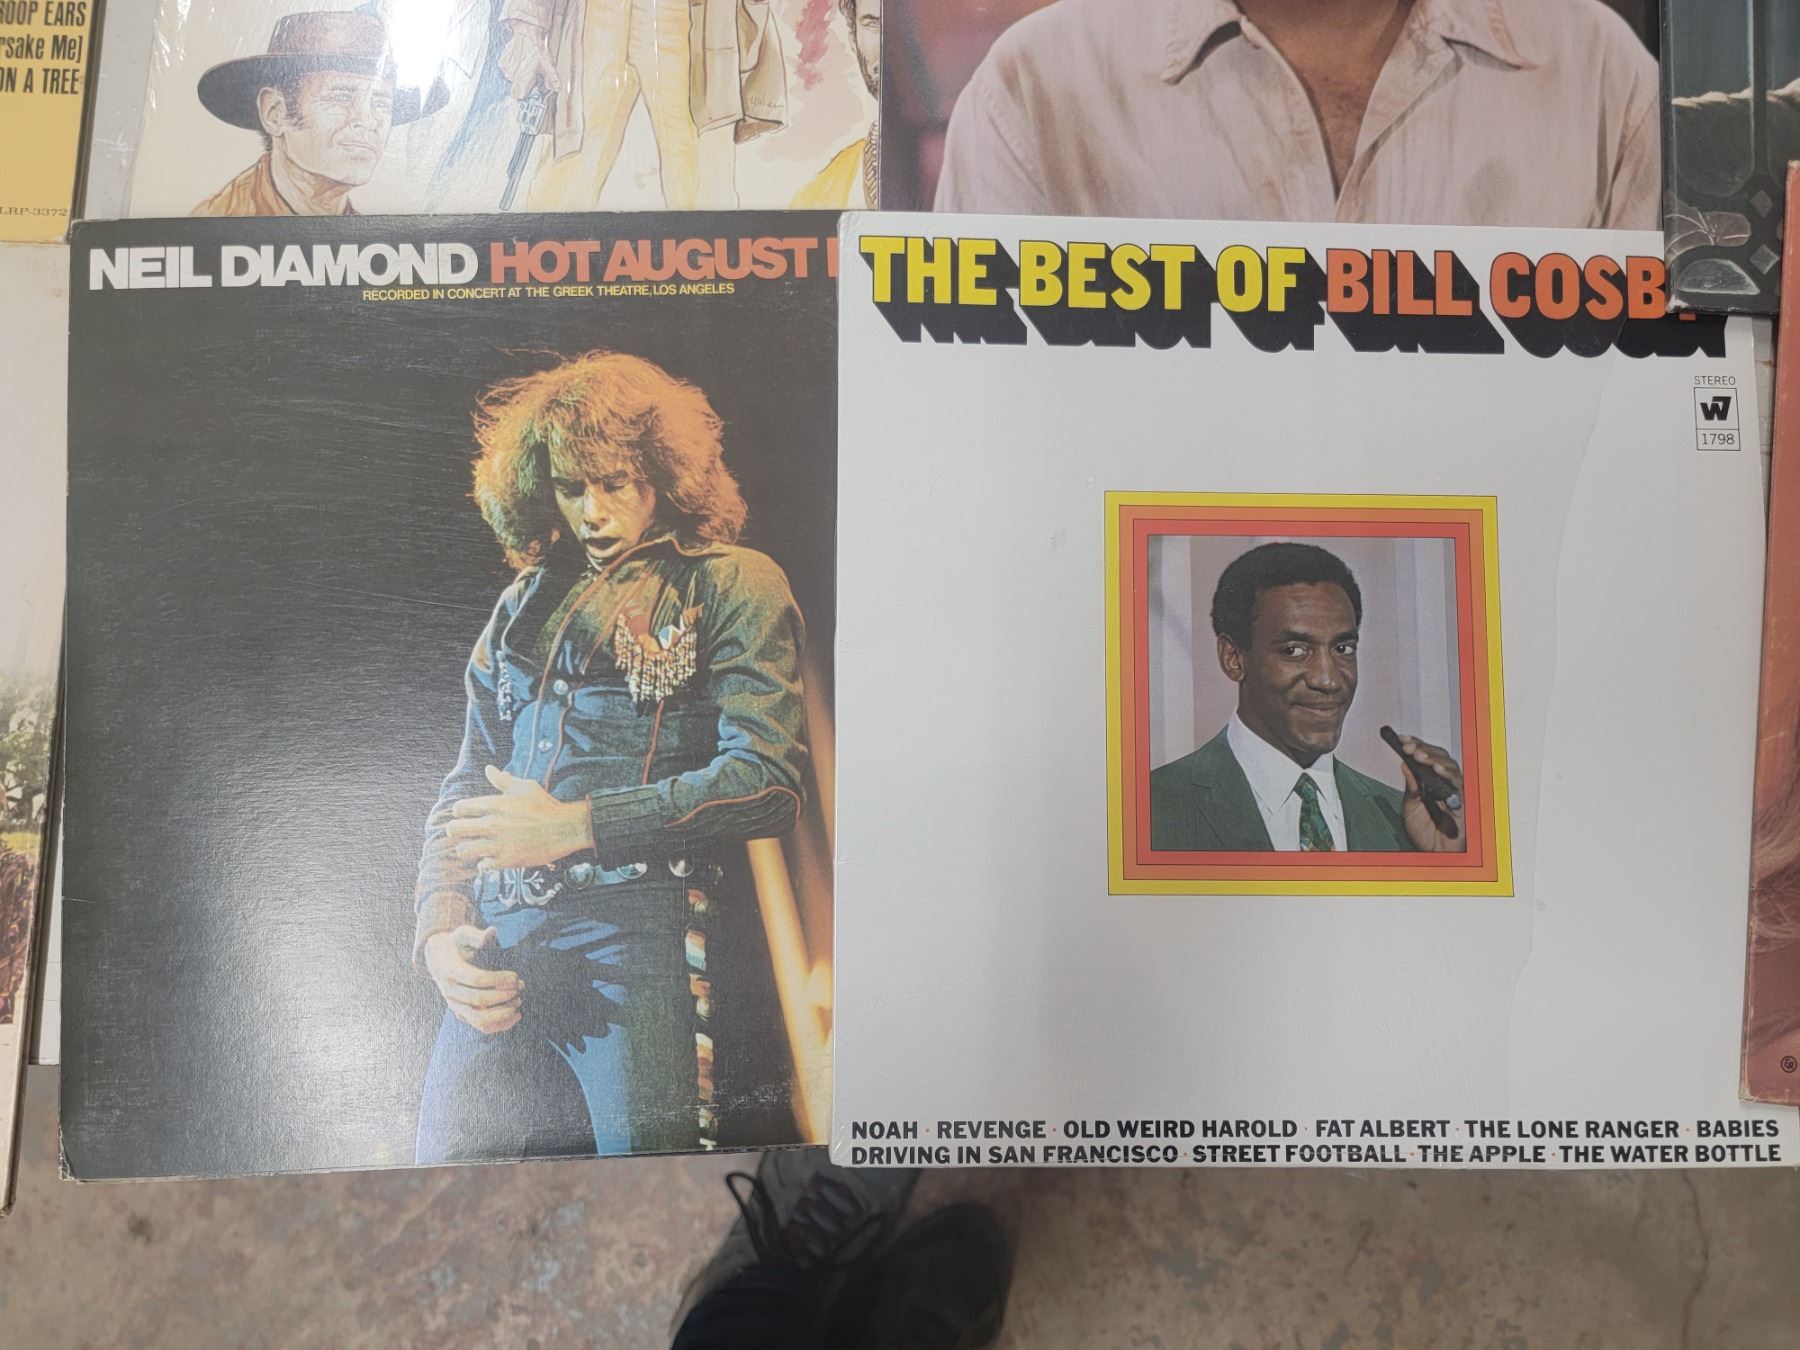 ROOP EARS
rsake Me]
ON A TREE
LRP-3372
NEIL DIAMOND HOT AUGUST
RECORDED IN CONCERT AT THE GREEK THEATRE, LOS ANGELES
THE BEST OF BILL COSB
STEREO
W7
1798
NOAH · REVENGE · OLD WEIRD HAROLD · FAT ALBERT · THE LONE RANGER · BABIES
DRIVING IN SAN FRANCISCO · STREET FOOTBALL · THE APPLE · THE WATER BOTTLE